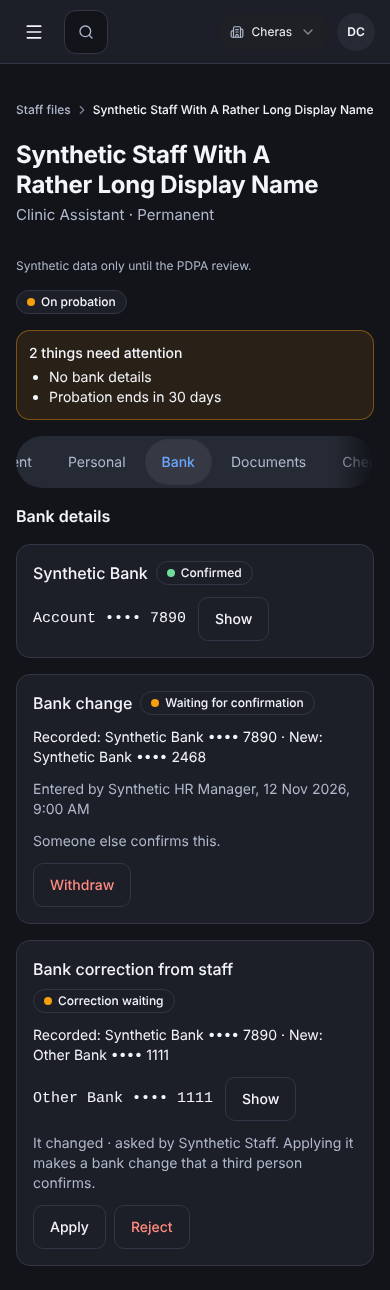 Cheras
DC
Staff files > Synthetic Staff With A Rather Long Display Name
Synthetic Staff With A
Rather Long Display Name
Clinic Assistant · Permanent
Synthetic data only until the PDPA review.
On probation
2 things need attention
• No bank details
• Probation ends in 30 days
ent Personal Bank Documents Che
Bank details
Synthetic Bank Confirmed
Account •••• 7890 Show
Bank change Waiting for confirmation
Recorded: Synthetic Bank •••• 7890 · New:
Synthetic Bank •••• 2468
Entered by Synthetic HR Manager, 12 Nov 2026,
9:00 AM
Someone else confirms this.
Withdraw
Bank correction from staff
Correction waiting
Recorded: Synthetic Bank •••• 7890 · New:
Other Bank •••• 1111
Other Bank •••• 1111 Show
It changed · asked by Synthetic Staff. Applying it
makes a bank change that a third person
confirms.
Apply Reject